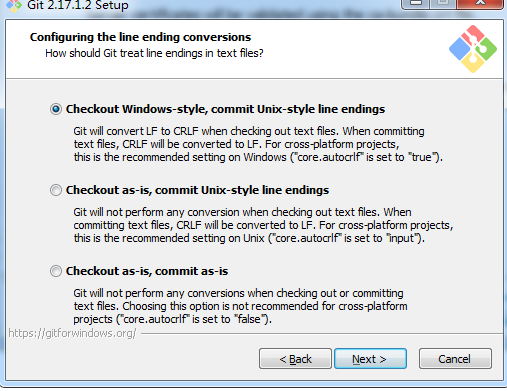 Git 2.17.1.2 Setup
Configuring the line ending conversions
How should Git treat line endings in text files?
Checkout Windows-style, commit Unix-style line endings
Git will convert LF to CRLF when checking out text files. When committing
text files, CRLF will be converted to LF. For cross-platform projects,
this is the recommended setting on Windows ("core.autocrlf" is set to "true").
Checkout as-is, commit Unix-style line endings
Git will not perform any conversion when checking out text files. When
committing text files, CRLF will be converted to LF. For cross-platform projects,
this is the recommended setting on Unix ("core.autocrlf" is set to "input").
Checkout as-is, commit as-is
Git will not perform any conversions when checking out or committing
text files. Choosing this option is not recommended for cross-platform
projects ("core.autocrlf" is set to "false").
https://gitforwindows.org/
< Back Next > Cancel